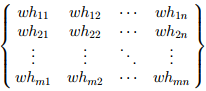 wh₁₁ wh₁₂ ⋯ wh₁ₙ
wh₂₁ wh₂₂ ⋯ wh₂ₙ
⋮ ⋮ ⋱ ⋮
whₘ₁ whₘ₂ ⋯ whₘₙ